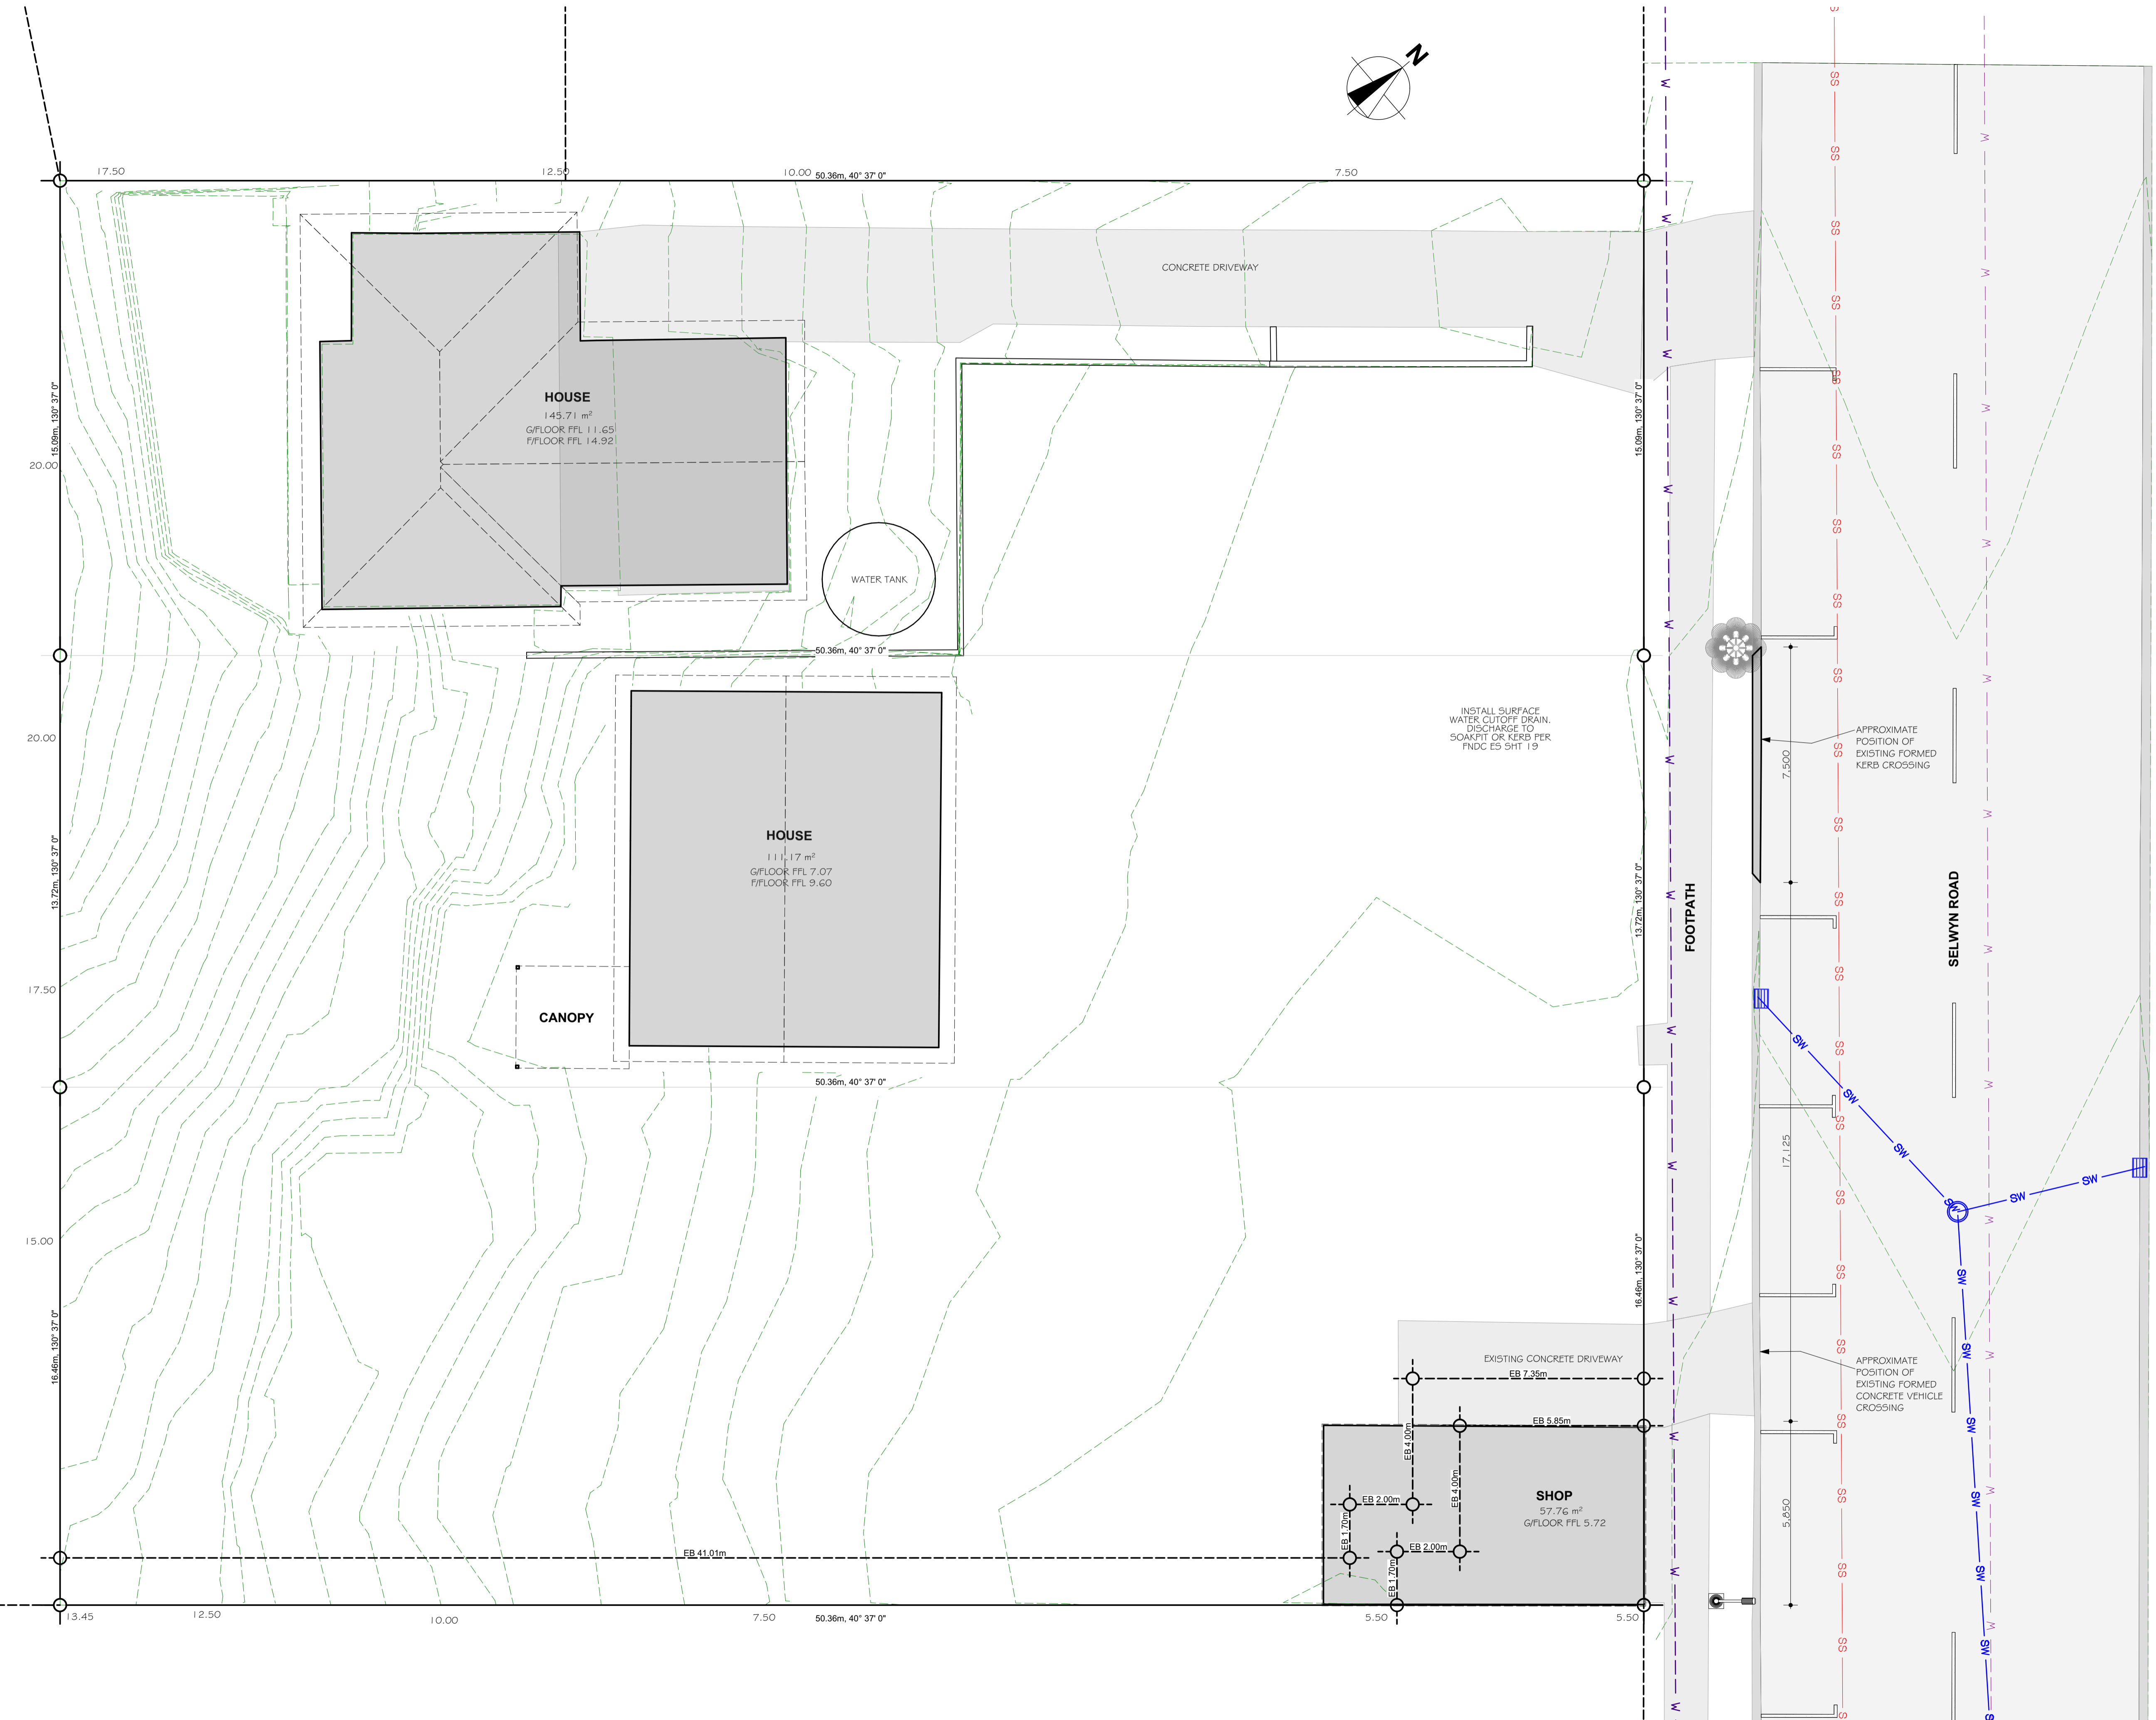 N
17.50
12.50
10.00
50.36m, 40° 37' 0"
7.50
CONCRETE DRIVEWAY
HOUSE
145.71 m²
G/FLOOR FFL 11.65
F/FLOOR FFL 14.92
15.09m, 130° 37' 0"
15.09m, 130° 37' 0"
20.00
WATER TANK
50.36m, 40° 37' 0"
INSTALL SURFACE
WATER CUTOFF DRAIN.
DISCHARGE TO
SOAKPIT OR KERB PER
FNDC ES SHT 19
APPROXIMATE
POSITION OF
EXISTING FORMED
KERB CROSSING
7,500
20.00
HOUSE
111.17 m²
G/FLOOR FFL 7.07
F/FLOOR FFL 9.60
13.72m, 130° 37' 0"
13.72m, 130° 37' 0"
FOOTPATH
SELWYN ROAD
17.50
CANOPY
50.36m, 40° 37' 0"
17,125
15.00
16.46m, 130° 37' 0"
16.46m, 130° 37' 0"
EXISTING CONCRETE DRIVEWAY
EB 7.35m
APPROXIMATE
POSITION OF
EXISTING FORMED
CONCRETE VEHICLE
CROSSING
EB 5.85m
EB 4.00m
EB 4.00m
EB 2.00m
SHOP
57.76 m²
G/FLOOR FFL 5.72
5,850
EB 1.70m
EB 2.00m
EB 41.01m
EB 1.70m
13.45
12.50
10.00
7.50
50.36m, 40° 37' 0"
5.50
5.50
W
SS
W
SW